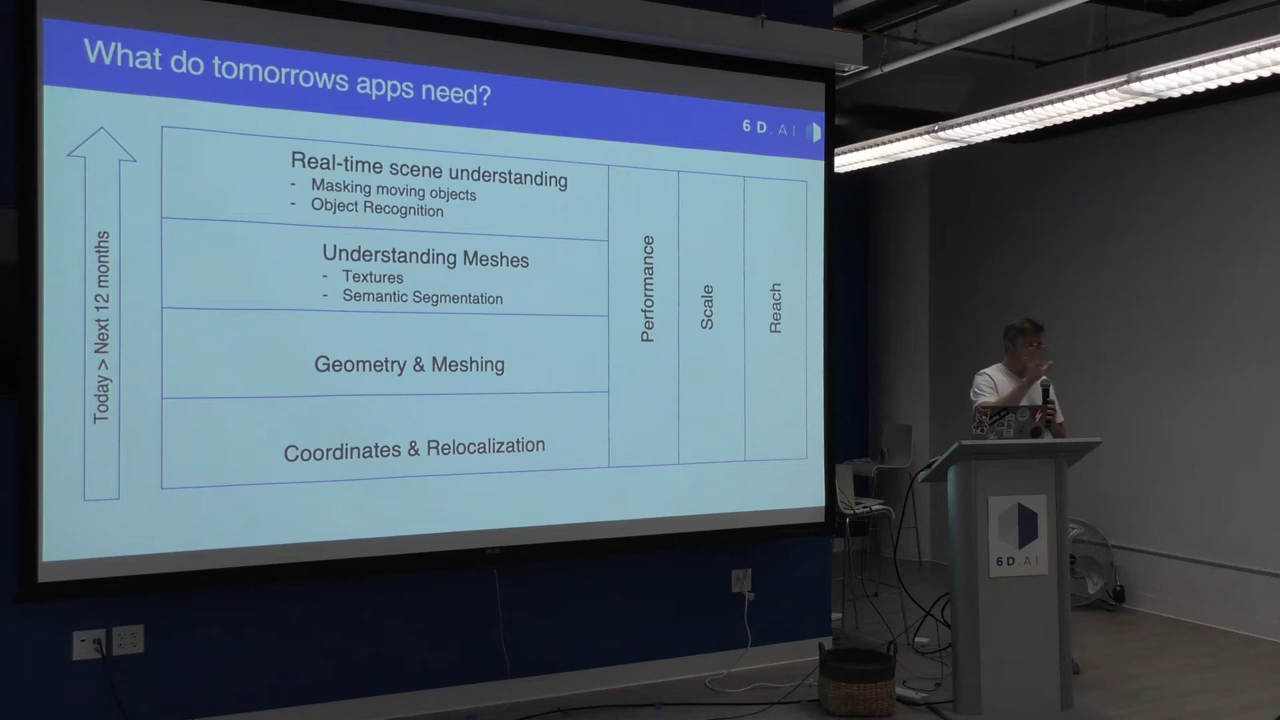 What do tomorrows apps need?
6D.AI
Today > Next 12 months
Real-time scene understanding
- Masking moving objects
- Object Recognition
Understanding Meshes
- Textures
- Semantic Segmentation
Geometry & Meshing
Coordinates & Relocalization
Performance
Scale
Reach
6D.AI